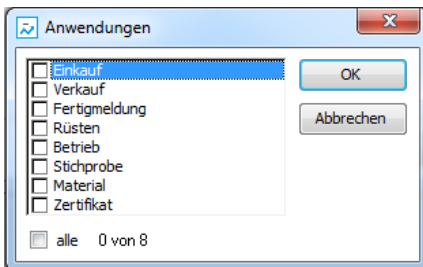 Anwendungen
Einkauf
Verkauf
Fertigmeldung
Rüsten
Betrieb
Stichprobe
Material
Zertifikat
OK
Abbrechen
alle 0 von 8